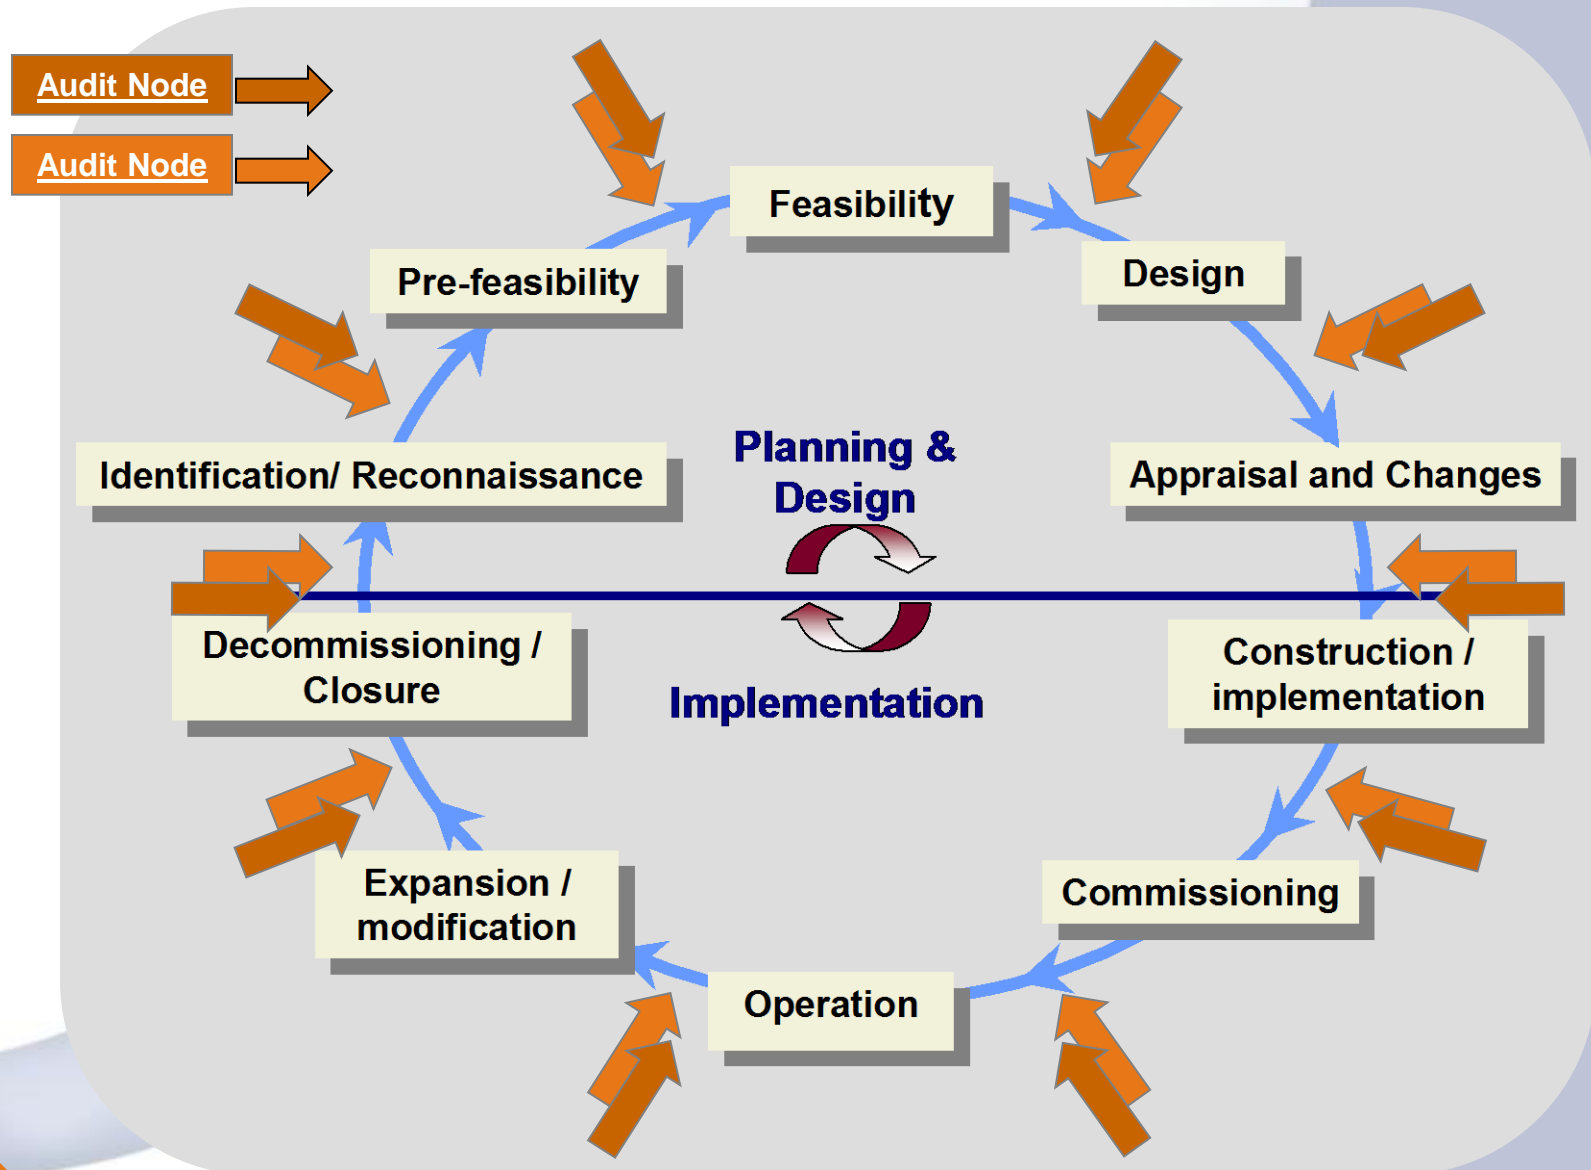 Audit Node
Audit Node
Feasibility
Design
Pre-feasibility
Planning &
Design
Identification/ Reconnaissance
Appraisal and Changes
Decommissioning /
Closure
Construction /
implementation
Implementation
Expansion /
modification
Commissioning
Operation